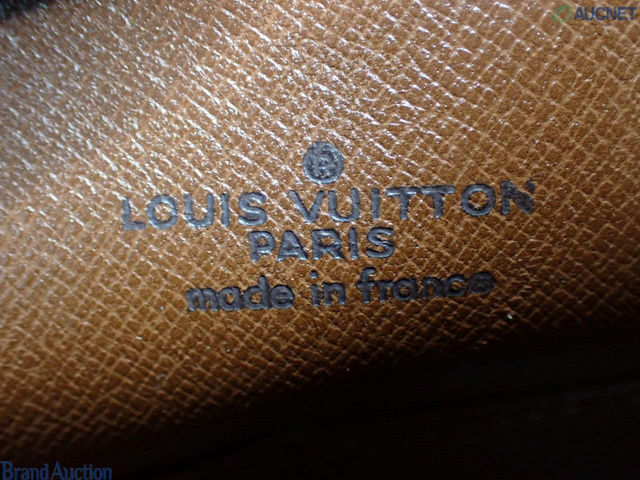 AUCNET
®
LOUIS VUITTON
PARIS
made in france
Brand Auction